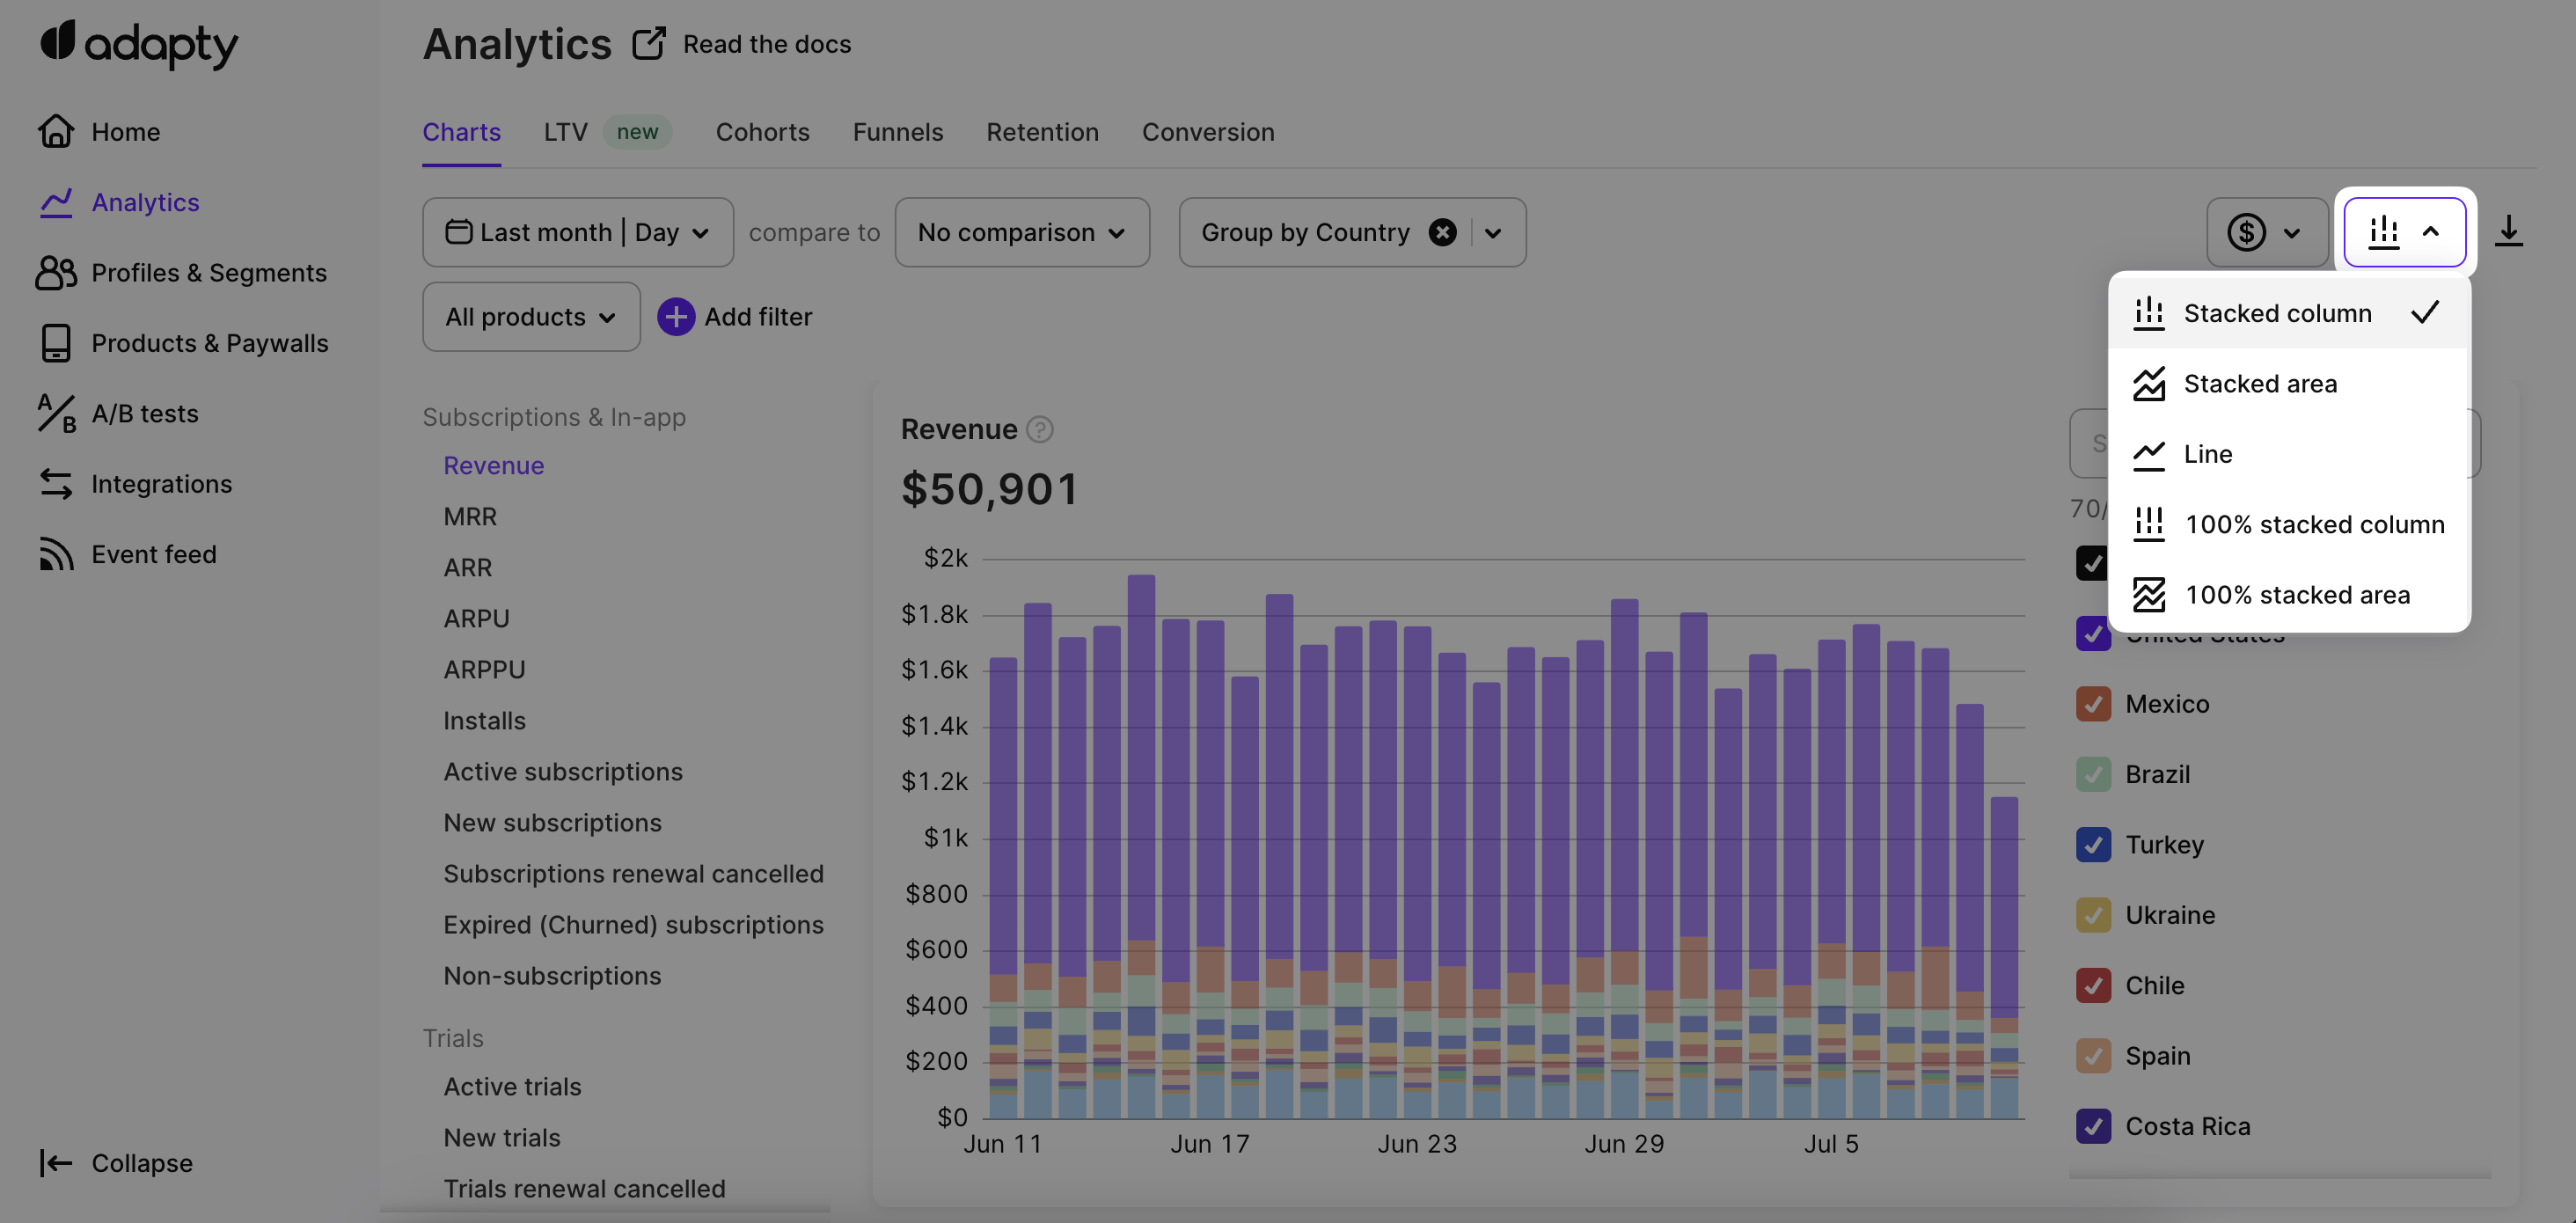 adapty
Home
Analytics
Profiles & Segments
Products & Paywalls
A/B tests
Integrations
Event feed
Collapse
Analytics Read the docs
Charts LTV new Cohorts Funnels Retention Conversion
Last month | Day compare to No comparison Group by Country
All products Add filter
Stacked column
Stacked area
Line
100% stacked column
100% stacked area
Subscriptions & In-app
Revenue
MRR
ARR
ARPU
ARPPU
Installs
Active subscriptions
New subscriptions
Subscriptions renewal cancelled
Expired (Churned) subscriptions
Non-subscriptions
Trials
Active trials
New trials
Trials renewal cancelled
Revenue
$50,901
$2k
$1.8k
$1.6k
$1.4k
$1.2k
$1k
$800
$600
$400
$200
$0
Jun 11 Jun 17 Jun 23 Jun 29 Jul 5
70/
United States
Mexico
Brazil
Turkey
Ukraine
Chile
Spain
Costa Rica